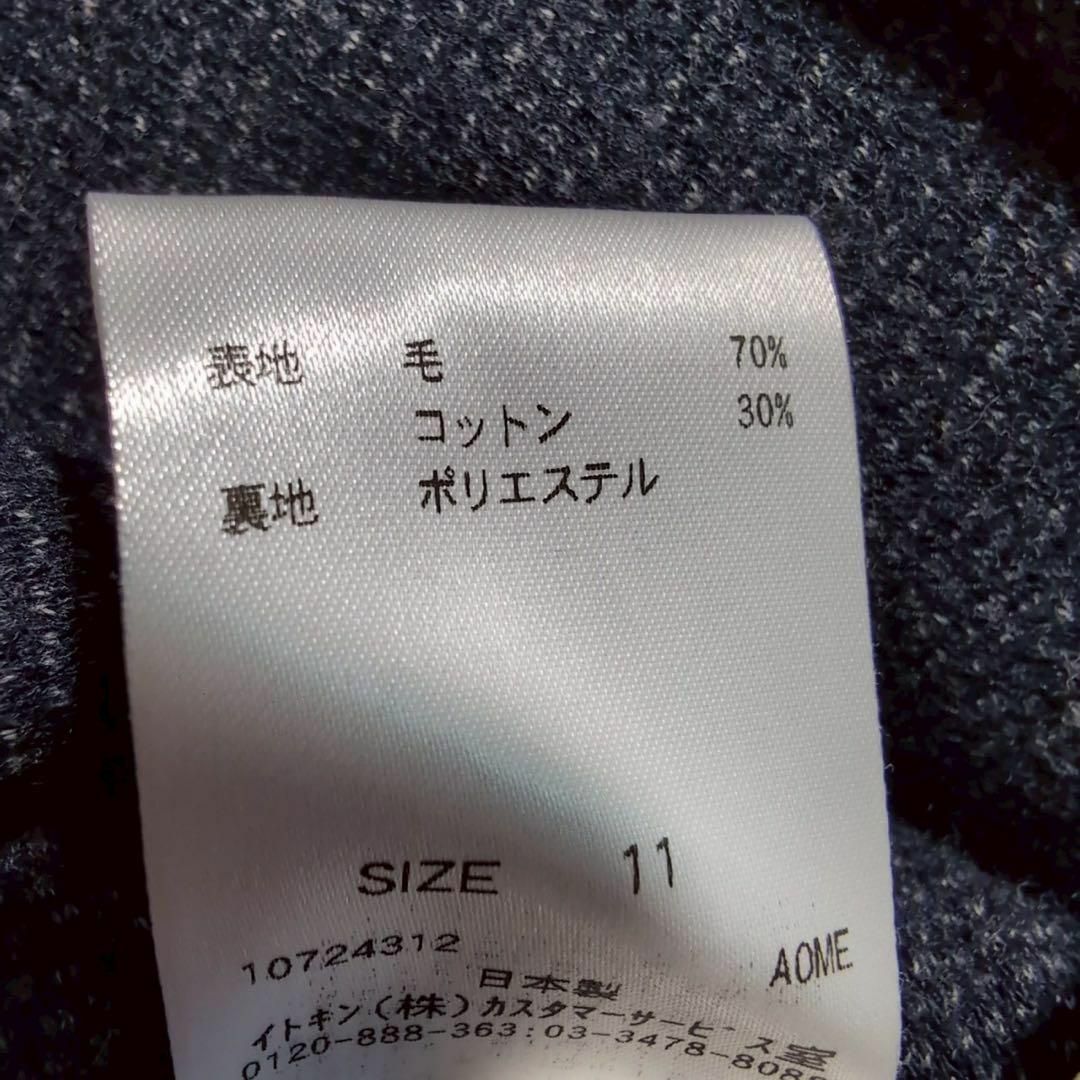 表地 毛 70%
コットン 30%
裏地 ポリエステル
SIZE 11
10724312 AOME
日本製
イトキン(株)カスタマーサービス室
0120-888-363:03-3478-808